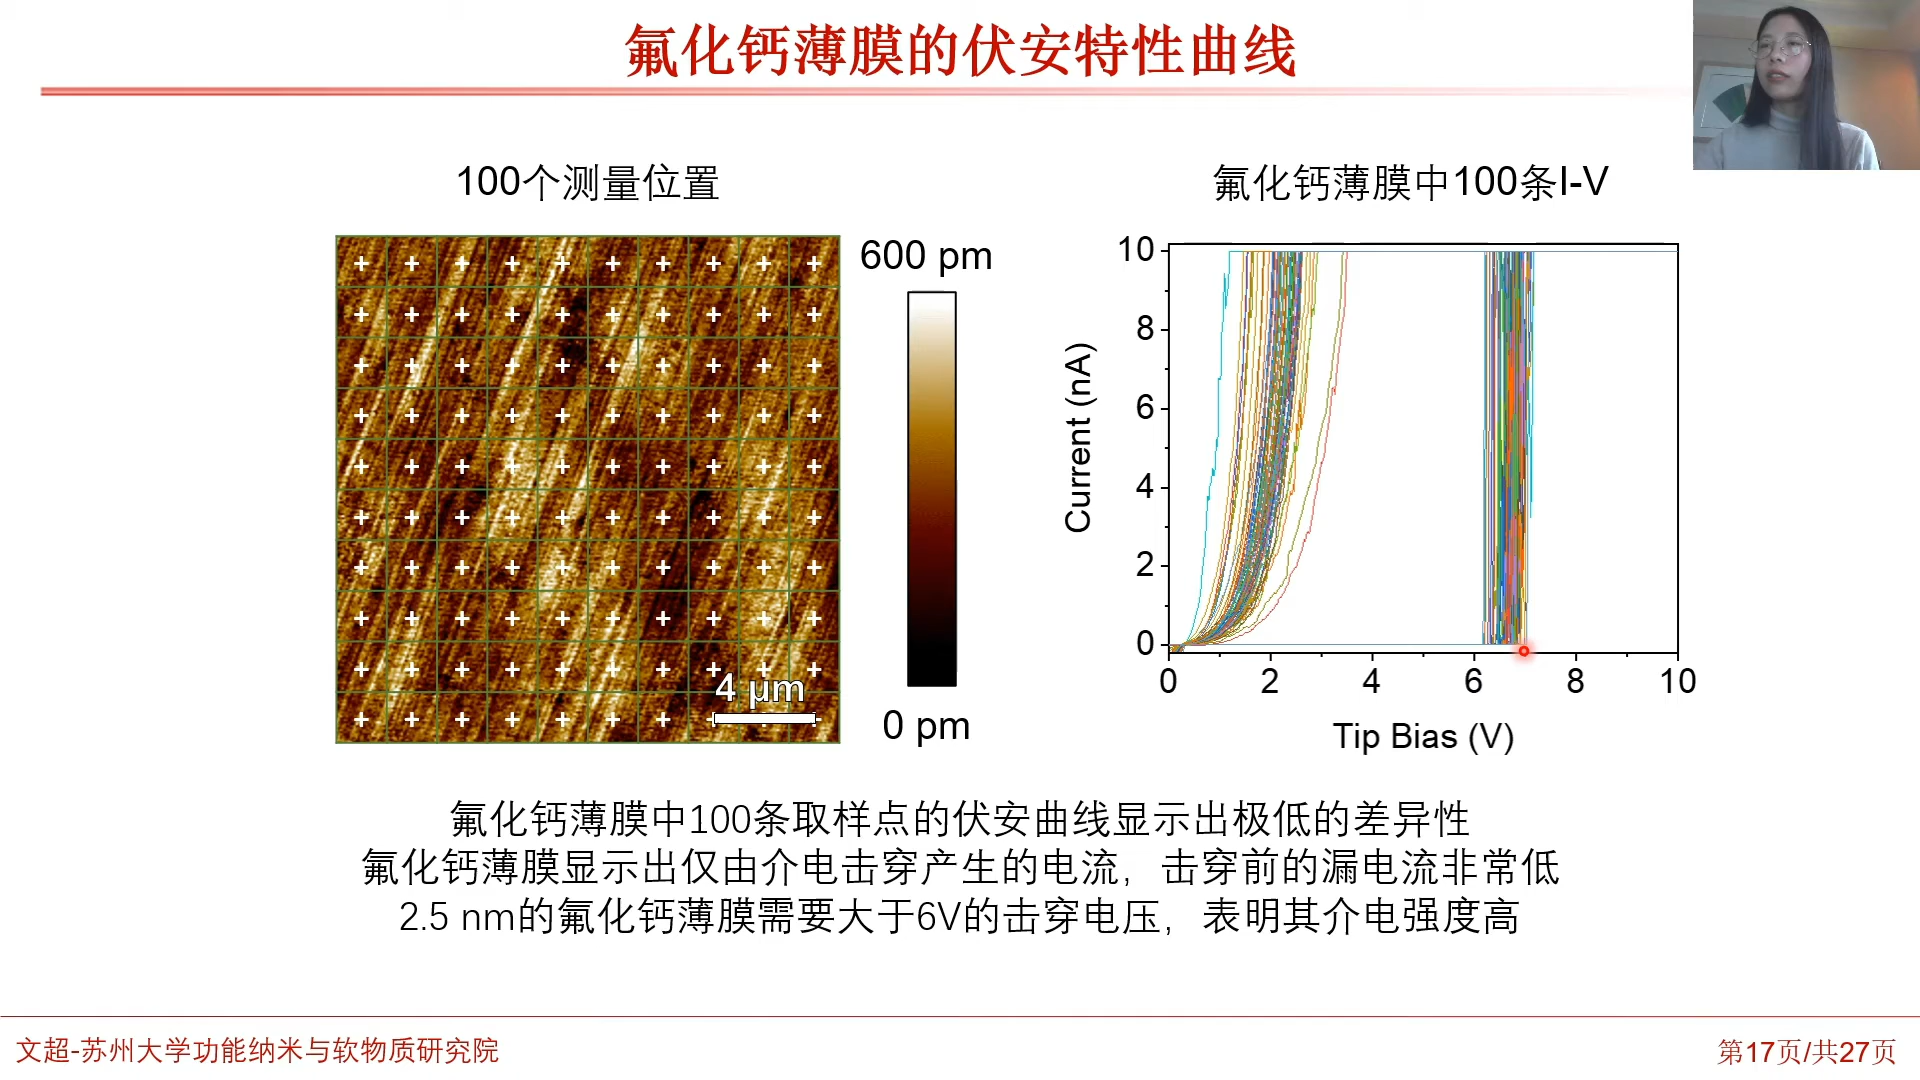 氟化钙薄膜的伏安特性曲线
100个测量位置
氟化钙薄膜中100条I-V
600 pm
0 pm
4 μm
10
8
6
4
2
0
Current (nA)
0 2 4 6 8 10
Tip Bias (V)
氟化钙薄膜中100条取样点的伏安曲线显示出极低的差异性
氟化钙薄膜显示出仅由介电击穿产生的电流，击穿前的漏电流非常低
2.5 nm的氟化钙薄膜需要大于6V的击穿电压，表明其介电强度高
文超-苏州大学功能纳米与软物质研究院
第17页/共27页